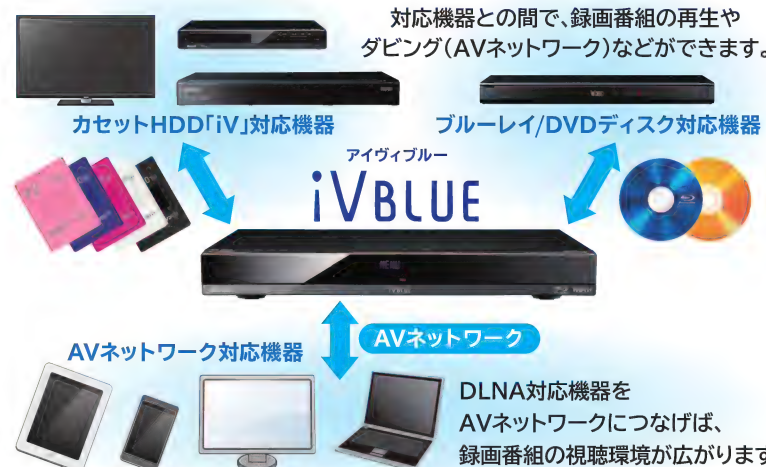 対応機器との間で、録画番組の再生や
ダビング(AVネットワーク)などができます。
カセットHDD「iV」対応機器
ブルーレイ/DVDディスク対応機器
アイヴィブルー
iVBLUE
AVネットワーク
AVネットワーク対応機器
DLNA対応機器を
AVネットワークにつなげば、
録画番組の視聴環境が広がります